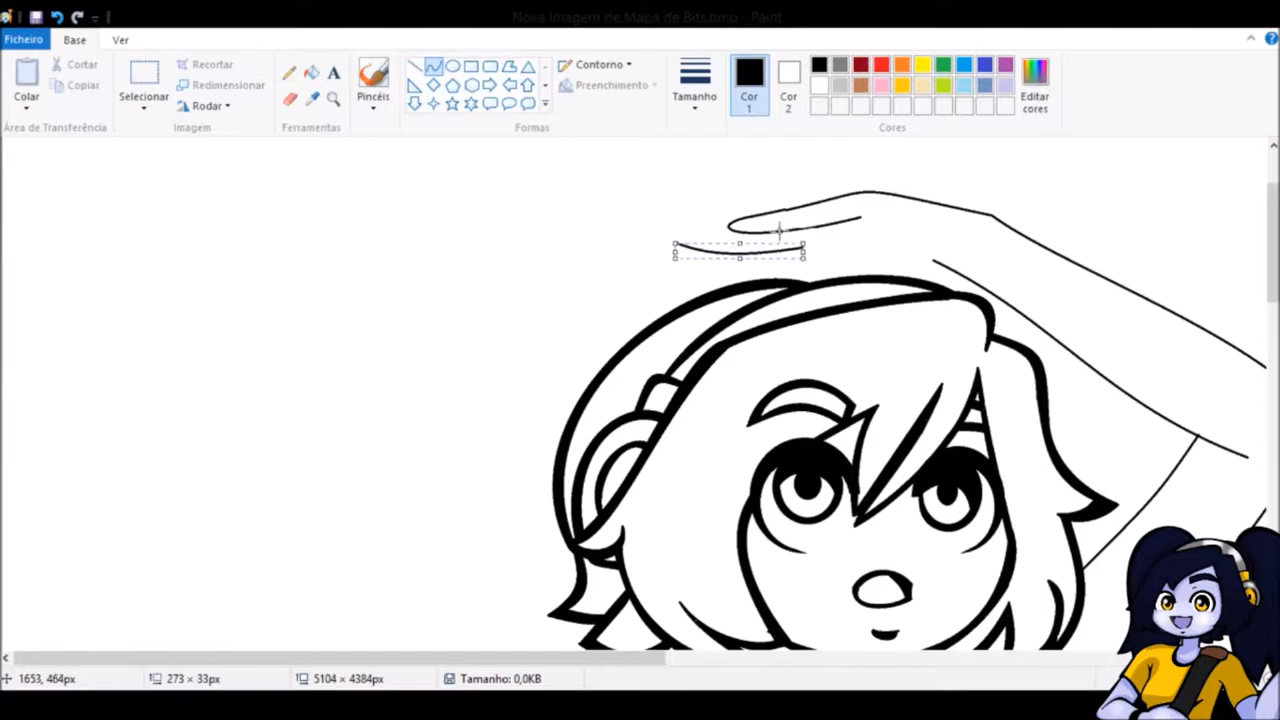 Nova Imagem de Mapa de Bits.bmp - Paint
Ficheiro Base Ver
Colar
Cortar
Copiar
Área de Transferência
Selecionar
Recortar
Redimensionar
Rodar
Imagem
A
Ferramentas
Pincéis
Contorno
Preenchimento
Formas
Tamanho
Cor 1
Cor 2
Editar cores
Cores
1653, 464px 273 × 33px 5104 × 4384px Tamanho: 0,0KB